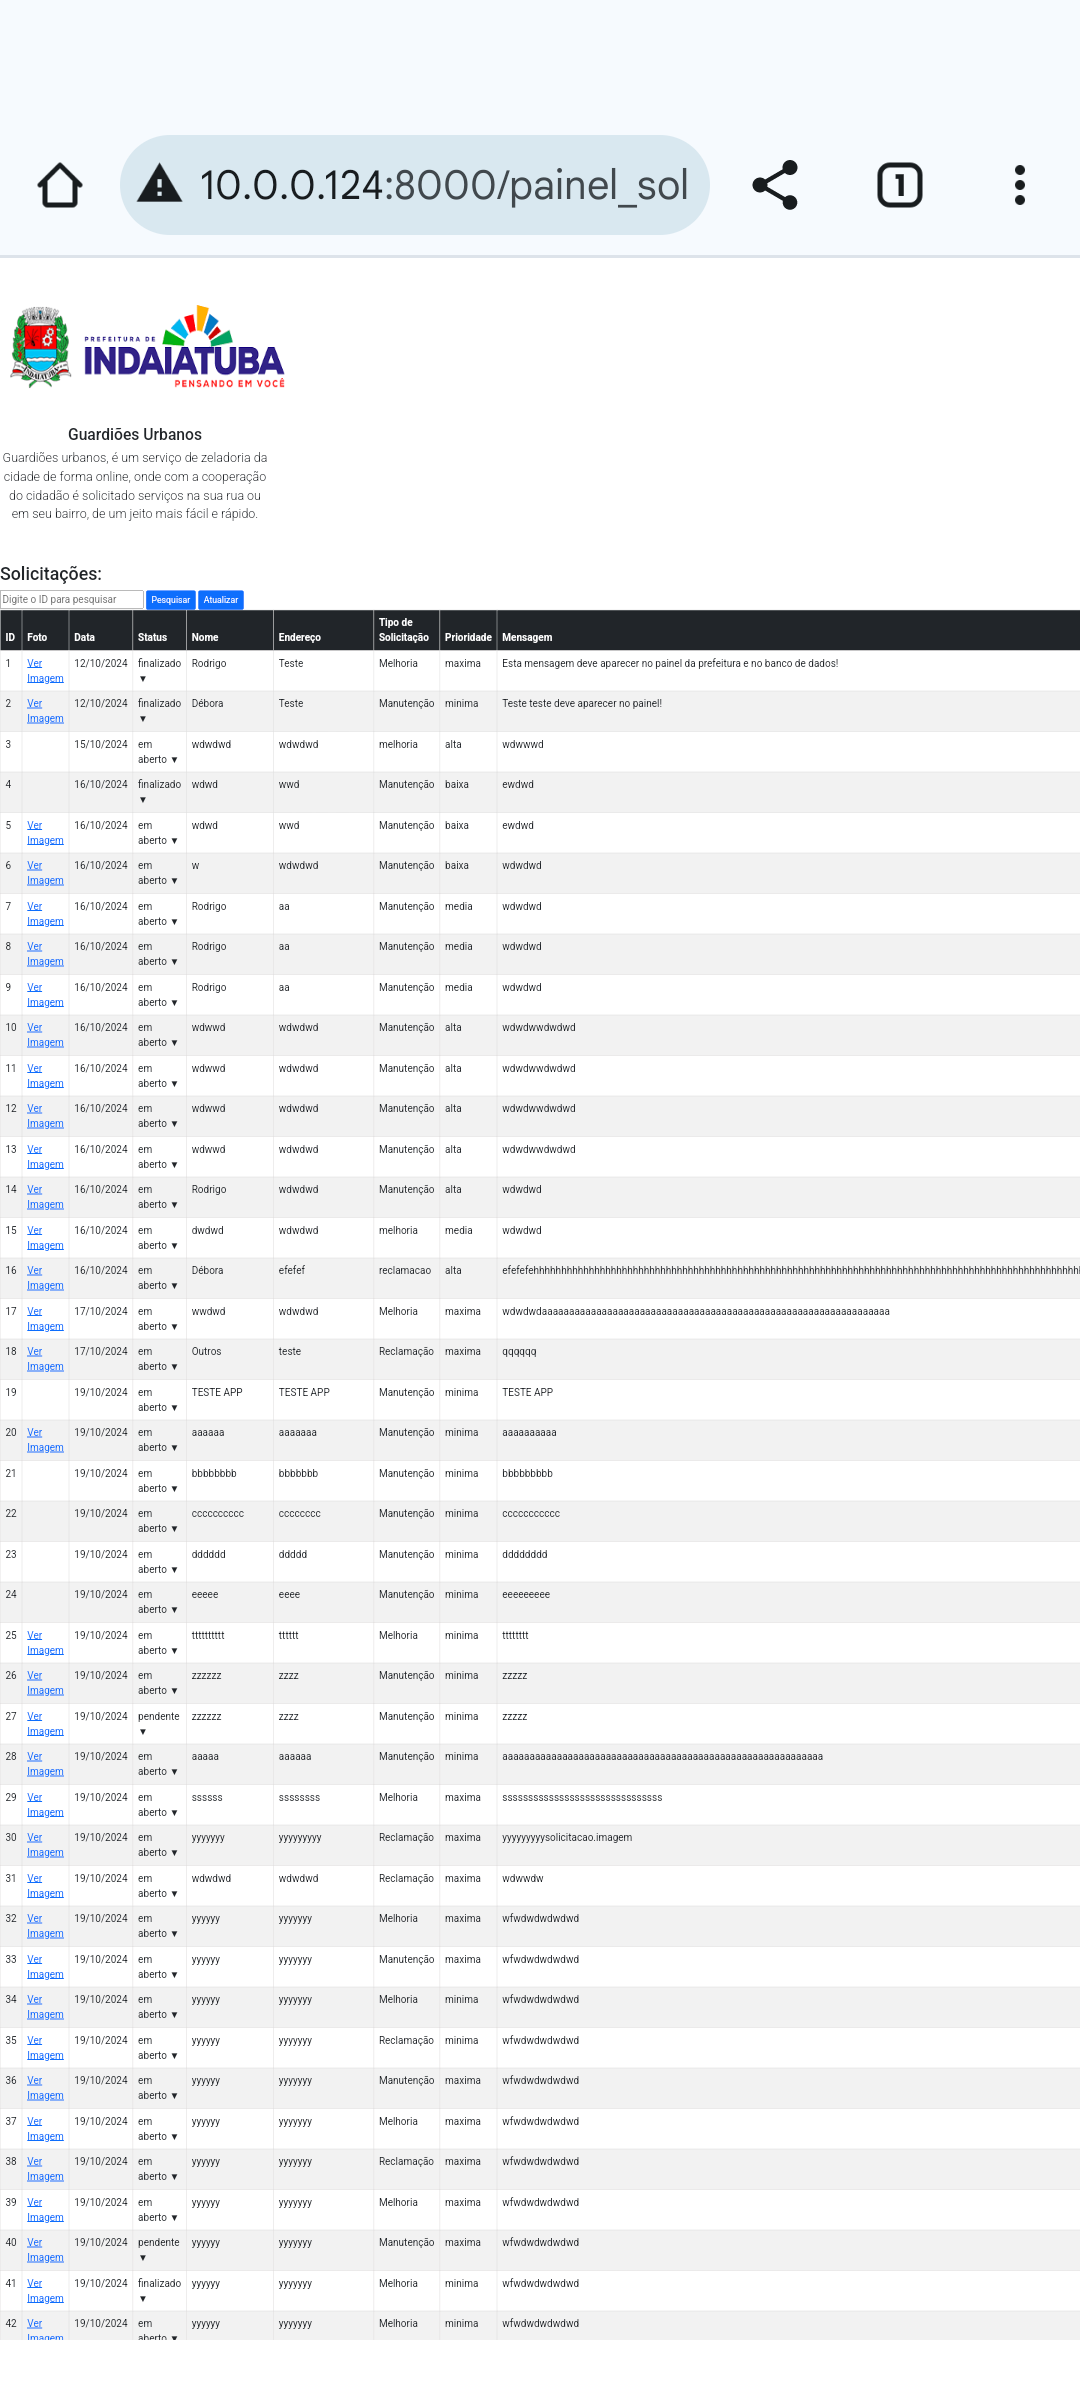 10.0.0.124:8000/painel_sol
1
PREFEITURA DE
INDAIATUBA
PENSANDO EM VOCÊ
INDAIATUBA
Guardiões Urbanos
Guardiões urbanos, é um serviço de zeladoria da
cidade de forma online, onde com a cooperação
do cidadão é solicitado serviços na sua rua ou
em seu bairro, de um jeito mais fácil e rápido.
Solicitações:
Digite o ID para pesquisar Pesquisar Atualizar
ID Foto Data Status Nome Endereço Tipo de Solicitação Prioridade Mensagem
1 Ver Imagem 12/10/2024 finalizado ▼ Rodrigo Teste Melhoria maxima Esta mensagem deve aparecer no painel da prefeitura e no banco de dados!
2 Ver Imagem 12/10/2024 finalizado ▼ Débora Teste Manutenção minima Teste teste deve aparecer no painel!
3 15/10/2024 em aberto ▼ wdwdwd wdwdwd melhoria alta wdwwwd
4 16/10/2024 finalizado ▼ wdwd wwd Manutenção baixa ewdwd
5 Ver Imagem 16/10/2024 em aberto ▼ wdwd wwd Manutenção baixa ewdwd
6 Ver Imagem 16/10/2024 em aberto ▼ w wdwdwd Manutenção baixa wdwdwd
7 Ver Imagem 16/10/2024 em aberto ▼ Rodrigo aa Manutenção media wdwdwd
8 Ver Imagem 16/10/2024 em aberto ▼ Rodrigo aa Manutenção media wdwdwd
9 Ver Imagem 16/10/2024 em aberto ▼ Rodrigo aa Manutenção media wdwdwd
10 Ver Imagem 16/10/2024 em aberto ▼ wdwwd wdwdwd Manutenção alta wdwdwwdwdwd
11 Ver Imagem 16/10/2024 em aberto ▼ wdwwd wdwdwd Manutenção alta wdwdwwdwdwd
12 Ver Imagem 16/10/2024 em aberto ▼ wdwwd wdwdwd Manutenção alta wdwdwwdwdwd
13 Ver Imagem 16/10/2024 em aberto ▼ wdwwd wdwdwd Manutenção alta wdwdwwdwdwd
14 Ver Imagem 16/10/2024 em aberto ▼ Rodrigo wdwdwd Manutenção alta wdwdwd
15 Ver Imagem 16/10/2024 em aberto ▼ dwdwd wdwdwd melhoria media wdwdwd
16 Ver Imagem 16/10/2024 em aberto ▼ Débora efefef reclamacao alta
17 Ver Imagem 17/10/2024 em aberto ▼ wwdwd wdwdwd Melhoria maxima
18 Ver Imagem 17/10/2024 em aberto ▼ Outros teste Reclamação maxima qqqqqq
19 19/10/2024 em aberto ▼ TESTE APP TESTE APP Manutenção minima TESTE APP
20 Ver Imagem 19/10/2024 em aberto ▼ aaaaaa aaaaaaa Manutenção minima aaaaaaaaaa
21 19/10/2024 em aberto ▼ bbbbbbbb bbbbbbb Manutenção minima bbbbbbbbb
22 19/10/2024 em aberto ▼ cccccccccc cccccccc Manutenção minima ccccccccccc
23 19/10/2024 em aberto ▼ dddddd ddddd Manutenção minima dddddddd
24 19/10/2024 em aberto ▼ eeeee eeee Manutenção minima eeeeeeeee
25 Ver Imagem 19/10/2024 em aberto ▼ tttttttttt tttttt Melhoria minima tttttttt
26 Ver Imagem 19/10/2024 em aberto ▼ zzzzzz zzzz Manutenção minima zzzzz
27 Ver Imagem 19/10/2024 pendente ▼ zzzzzz zzzz Manutenção minima zzzzz
28 Ver Imagem 19/10/2024 em aberto ▼ aaaaa aaaaaa Manutenção minima
29 Ver Imagem 19/10/2024 em aberto ▼ ssssss ssssssss Melhoria maxima
30 Ver Imagem 19/10/2024 em aberto ▼ yyyyyyy yyyyyyyyy Reclamação maxima yyyyyyyyysolicitacao.imagem
31 Ver Imagem 19/10/2024 em aberto ▼ wdwdwd wdwdwd Reclamação maxima wdwwdw
32 Ver Imagem 19/10/2024 em aberto ▼ yyyyyy yyyyyyy Melhoria maxima wfwdwdwdwdwd
33 Ver Imagem 19/10/2024 em aberto ▼ yyyyyy yyyyyyy Manutenção maxima wfwdwdwdwdwd
34 Ver Imagem 19/10/2024 em aberto ▼ yyyyyy yyyyyyy Melhoria minima wfwdwdwdwdwd
35 Ver Imagem 19/10/2024 em aberto ▼ yyyyyy yyyyyyy Reclamação minima wfwdwdwdwdwd
36 Ver Imagem 19/10/2024 em aberto ▼ yyyyyy yyyyyyy Manutenção maxima wfwdwdwdwdwd
37 Ver Imagem 19/10/2024 em aberto ▼ yyyyyy yyyyyyy Melhoria maxima wfwdwdwdwdwd
38 Ver Imagem 19/10/2024 em aberto ▼ yyyyyy yyyyyyy Reclamação maxima wfwdwdwdwdwd
39 Ver Imagem 19/10/2024 em aberto ▼ yyyyyy yyyyyyy Melhoria maxima wfwdwdwdwdwd
40 Ver Imagem 19/10/2024 pendente ▼ yyyyyy yyyyyyy Manutenção maxima wfwdwdwdwdwd
41 Ver Imagem 19/10/2024 finalizado ▼ yyyyyy yyyyyyy Melhoria minima wfwdwdwdwdwd
42 Ver Imagem 19/10/2024 em aberto ▼ yyyyyy yyyyyyy Melhoria minima wfwdwdwdwdwd